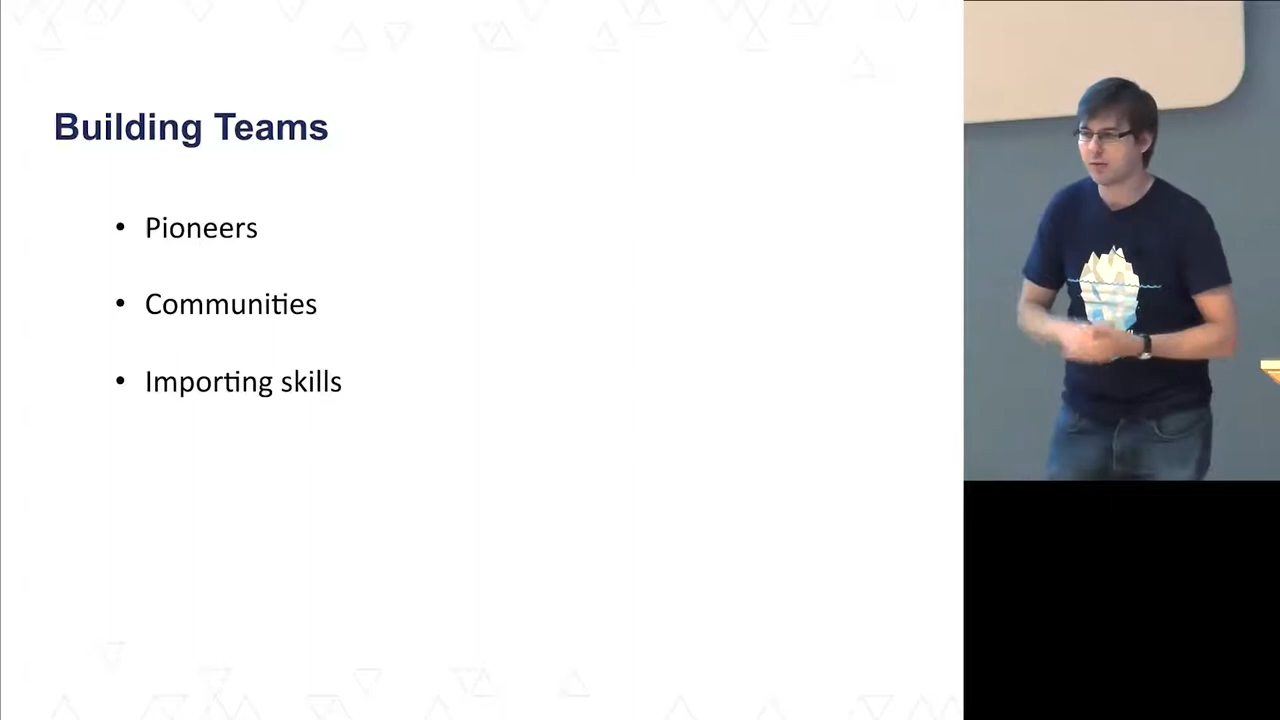 Building Teams
• Pioneers
• Communities
• Importing skills